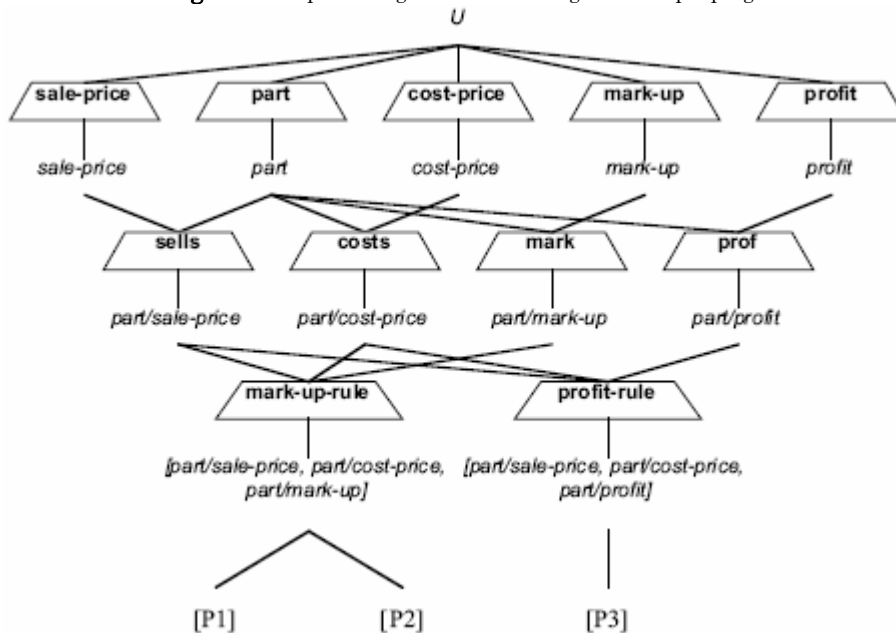 U
sale-price part cost-price mark-up profit
sale-price part cost-price mark-up profit
sells costs mark prof
part/sale-price part/cost-price part/mark-up part/profit
mark-up-rule profit-rule
[part/sale-price, part/cost-price, [part/sale-price, part/cost-price,
part/mark-up] part/profit]
[P1] [P2] [P3]